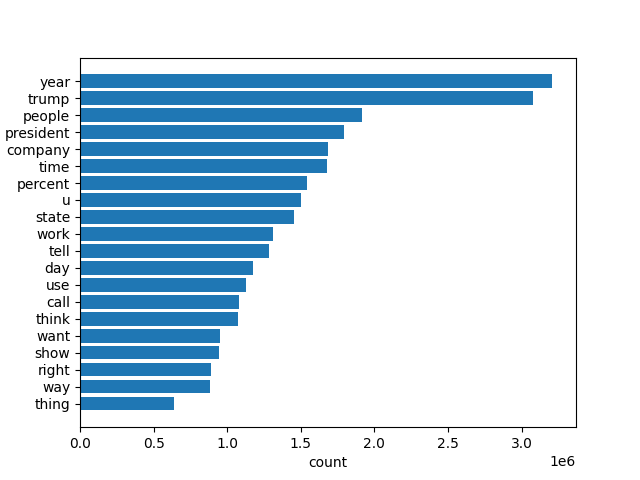 year
trump
people
president
company
time
percent
u
state
work
tell
day
use
call
think
want
show
right
way
thing
0.0 0.5 1.0 1.5 2.0 2.5 3.0
1e6
count